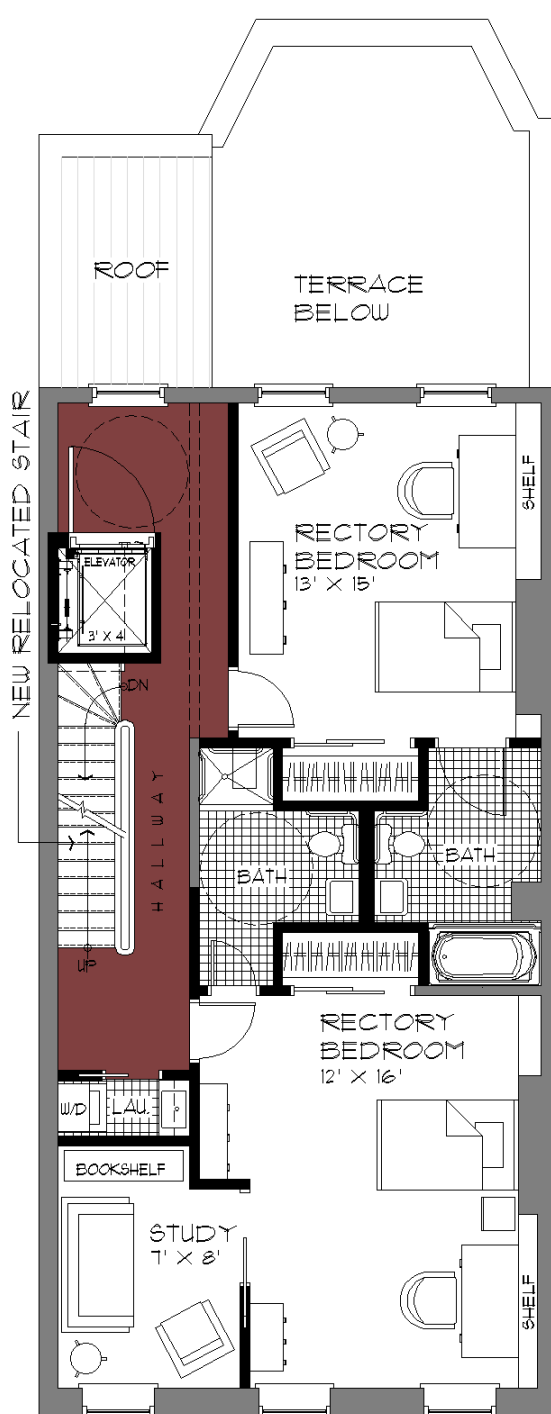 ROOF
TERRACE
BELOW
NEW RELOCATED STAIR
SHELF
RECTORY
BEDROOM
13' X 15'
ELEVATOR
3' X 4'
DN
HALLWAY
BATH
BATH
UP
RECTORY
BEDROOM
12' X 16'
W/D
LAU.
BOOKSHELF
STUDY
7' X 8'
SHELF